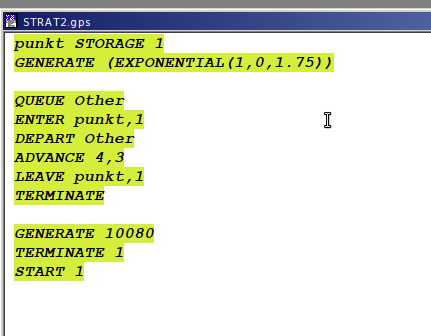 STRAT2.gps
punkt STORAGE 1
GENERATE (EXPONENTIAL(1,0,1.75))
QUEUE Other
ENTER punkt,1
DEPART Other
ADVANCE 4,3
LEAVE punkt,1
TERMINATE
GENERATE 10080
TERMINATE 1
START 1